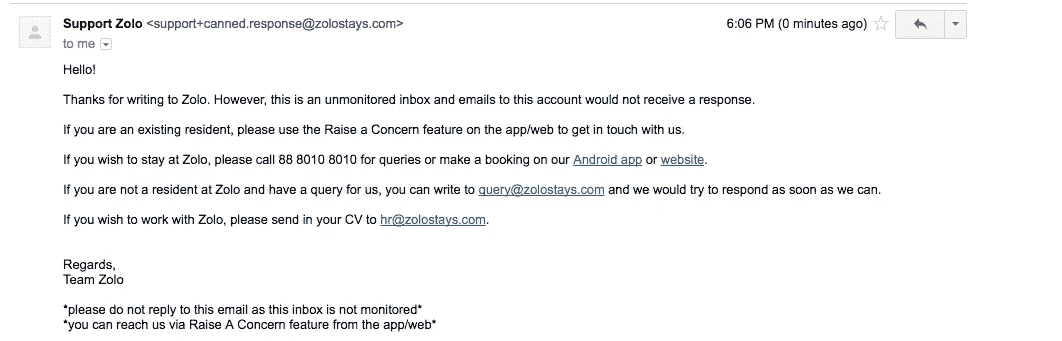 Support Zolo <support+canned.response@zolostays.com> 6:06 PM (0 minutes ago)
to me
Hello!
Thanks for writing to Zolo. However, this is an unmonitored inbox and emails to this account would not receive a response.
If you are an existing resident, please use the Raise a Concern feature on the app/web to get in touch with us.
If you wish to stay at Zolo, please call 88 8010 8010 for queries or make a booking on our Android app or website.
If you are not a resident at Zolo and have a query for us, you can write to query@zolostays.com and we would try to respond as soon as we can.
If you wish to work with Zolo, please send in your CV to hr@zolostays.com.
Regards,
Team Zolo
*please do not reply to this email as this inbox is not monitored*
*you can reach us via Raise A Concern feature from the app/web*